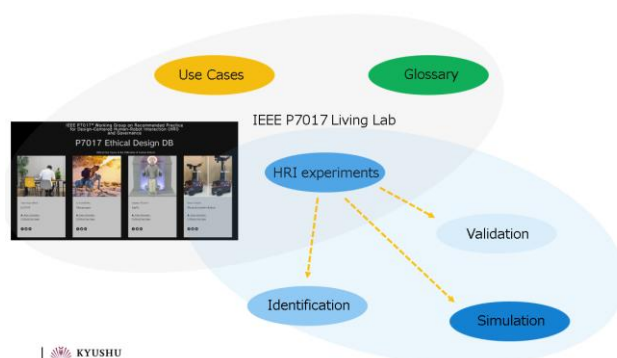 Use Cases
Glossary
IEEE P7017 Living Lab
IEEE P7017™ Working Group on Recommended Practice
for Design-Centered Human-Robot Interaction (HRI)
and Governance
P7017 Ethical Design DB
HRI experiments
Validation
Identification
Simulation
KYUSHU